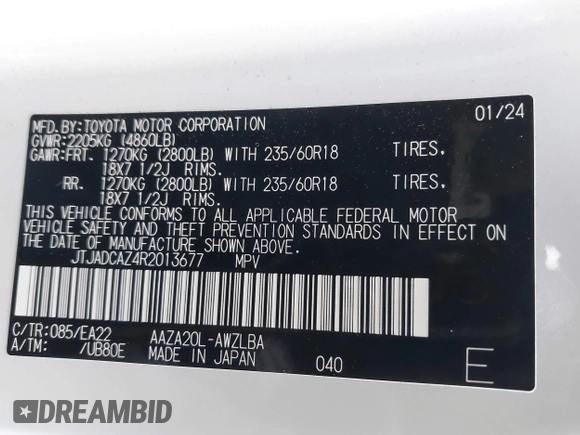 MFD.BY:TOYOTA MOTOR CORPORATION 01/24
GVWR:2205KG (4860LB)
GAWR:FRT. 1270KG (2800LB) WITH 235/60R18 TIRES.
18X7 1/2J RIMS.
RR. 1270KG (2800LB) WITH 235/60R18 TIRES.
18X7 1/2J RIMS.
THIS VEHICLE CONFORMS TO ALL APPLICABLE FEDERAL MOTOR
VEHICLE SAFETY AND THEFT PREVENTION STANDARDS IN EFFECT ON
THE DATE OF MANUFACTURE SHOWN ABOVE.
JTJADCAZ4R2013677 MPV
C/TR:085/EA22 AAZA20L-AWZLBA
A/TM: /UB80E MADE IN JAPAN 040 E
DREAMBID